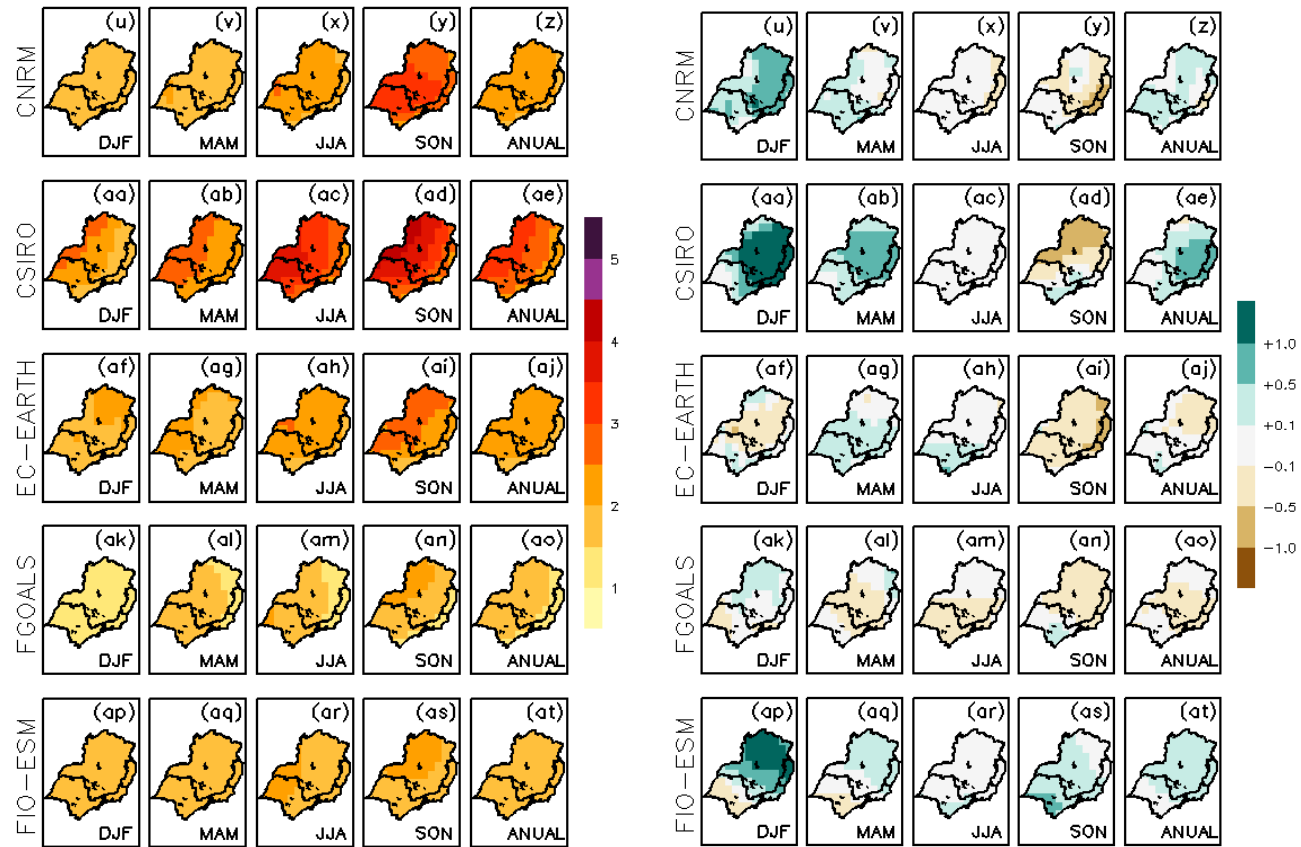 CNRM
(u) (v) (x) (y) (z)
DJF MAM JJA SON ANUAL
CSIRO
(aa) (ab) (ac) (ad) (ae)
DJF MAM JJA SON ANUAL
EC-EARTH
(af) (ag) (ah) (ai) (aj)
DJF MAM JJA SON ANUAL
FGOALS
(ak) (al) (am) (an) (ao)
DJF MAM JJA SON ANUAL
FIO-ESM
(ap) (aq) (ar) (as) (at)
DJF MAM JJA SON ANUAL
5
4
3
2
1
CNRM
(u) (v) (x) (y) (z)
DJF MAM JJA SON ANUAL
CSIRO
(aa) (ab) (ac) (ad) (ae)
DJF MAM JJA SON ANUAL
EC-EARTH
(af) (ag) (ah) (ai) (aj)
DJF MAM JJA SON ANUAL
FGOALS
(ak) (al) (am) (an) (ao)
DJF MAM JJA SON ANUAL
FIO-ESM
(ap) (aq) (ar) (as) (at)
DJF MAM JJA SON ANUAL
+1.0
+0.5
+0.1
-0.1
-0.5
-1.0